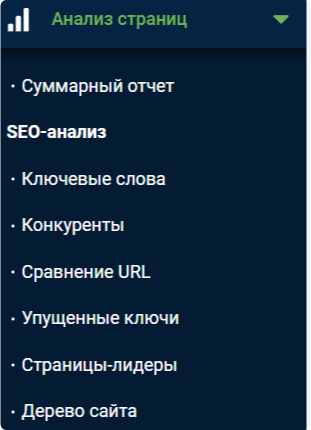 Анализ страниц
· Суммарный отчет
SEO-анализ
· Ключевые слова
· Конкуренты
· Сравнение URL
· Упущенные ключи
· Страницы-лидеры
· Дерево сайта